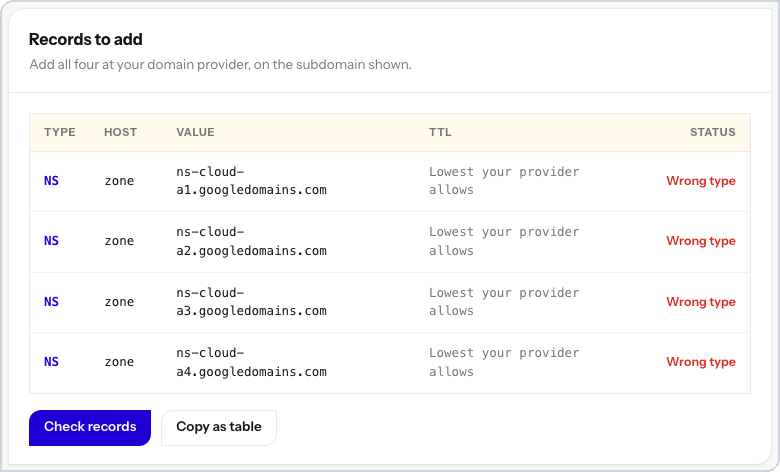 Records to add
Add all four at your domain provider, on the subdomain shown.
TYPE HOST VALUE TTL STATUS
NS zone ns-cloud-a1.googledomains.com Lowest your provider allows Wrong type
NS zone ns-cloud-a2.googledomains.com Lowest your provider allows Wrong type
NS zone ns-cloud-a3.googledomains.com Lowest your provider allows Wrong type
NS zone ns-cloud-a4.googledomains.com Lowest your provider allows Wrong type
Check records Copy as table